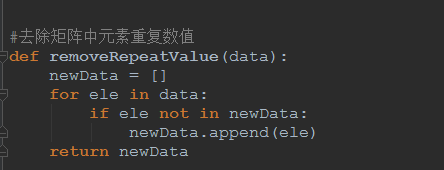 #去除矩阵中元素重复数值
def removeRepeatValue(data):
    newData = []
    for ele in data:
        if ele not in newData:
            newData.append(ele)
    return newData